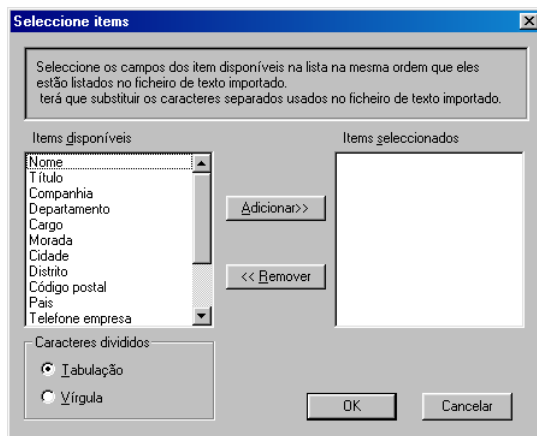 Seleccione items
Seleccione os campos dos item disponíveis na lista na mesma ordem que eles
estão listados no ficheiro de texto importado.
terá que substituir os caracteres separados usados no ficheiro de texto importado.
Items disponíveis
Items seleccionados
Nome
Título
Companhia
Departamento
Cargo
Morada
Cidade
Distrito
Código postal
Pais
Telefone empresa
Adicionar>>
<< Remover
Caracteres divididos
Tabulação
Vírgula
OK
Cancelar